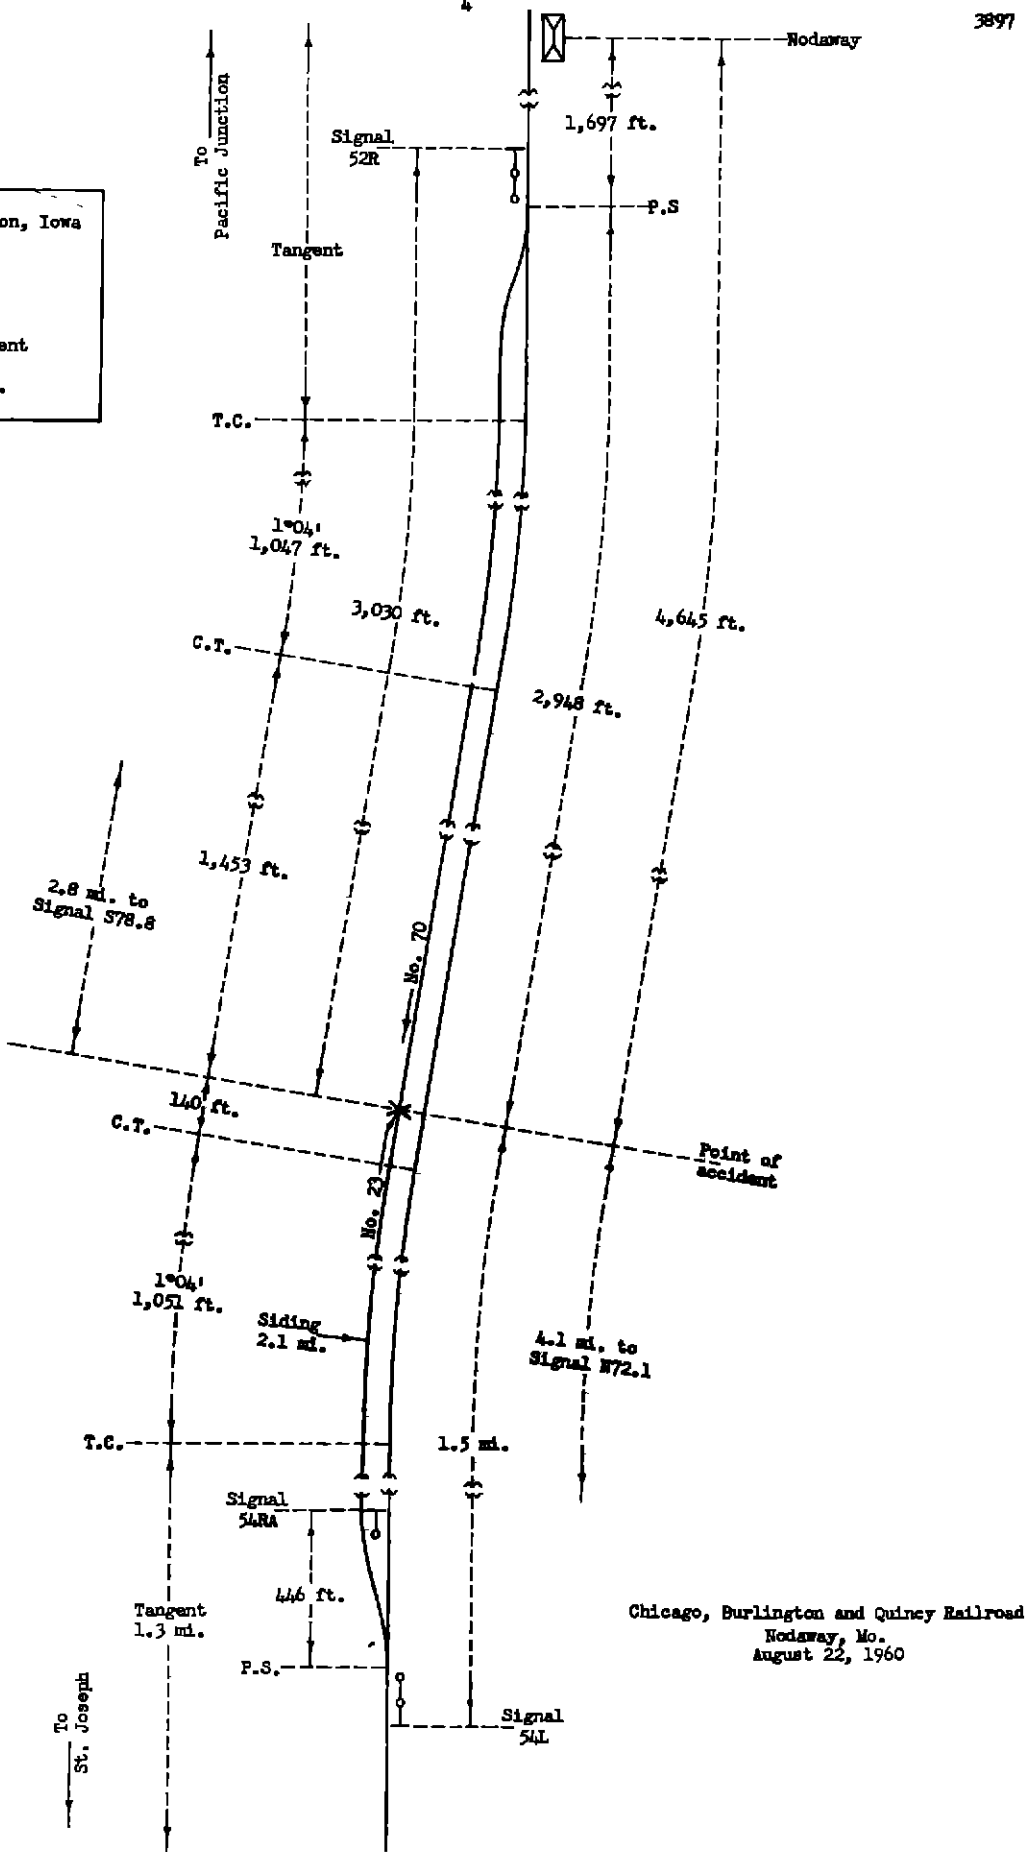 4
3897
Nodaway
1,697 ft.
Signal
52R
To
Pacific Junction
P.S
on, Iowa
Tangent
ent
.
T.C.
1°04'
1,047 ft.
3,030 ft.
4,645 ft.
C.T.
2,948 ft.
1,453 ft.
2.8 mi. to
Signal S78.8
No. 70
140 ft.
C.T.
Point of
accident
No. 23
1°04'
1,051 ft.
Siding
2.1 mi.
4.1 mi. to
Signal N72.1
T.C.
1.5 mi.
Signal
54RA
446 ft.
Tangent
1.3 mi.
Chicago, Burlington and Quincy Railroad
Nodaway, Mo.
August 22, 1960
P.S.
To
St. Joseph
Signal
54L